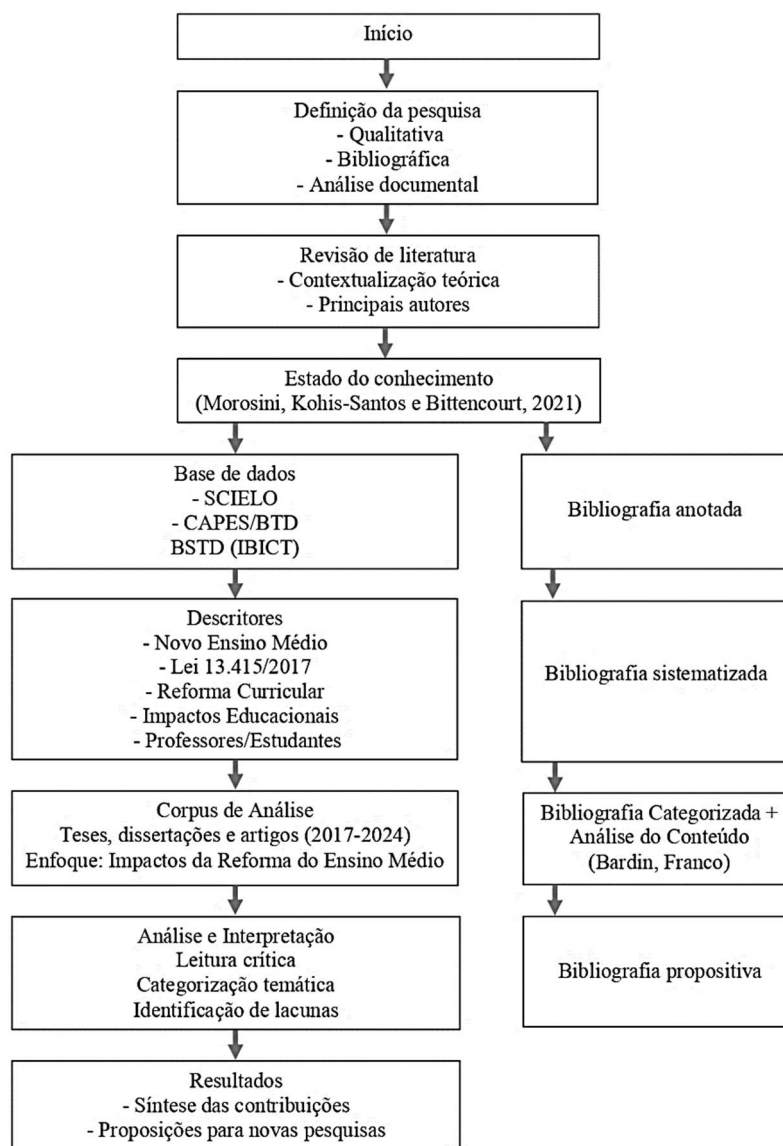 Início
Definição da pesquisa
- Qualitativa
- Bibliográfica
- Análise documental
Revisão de literatura
- Contextualização teórica
- Principais autores
Estado do conhecimento
(Morosini, Kohis-Santos e Bittencourt, 2021)
Base de dados
- SCIELO
- CAPES/BTD
BSTD (IBICT)
Descritores
- Novo Ensino Médio
- Lei 13.415/2017
- Reforma Curricular
- Impactos Educacionais
- Professores/Estudantes
Corpus de Análise
Teses, dissertações e artigos (2017-2024)
Enfoque: Impactos da Reforma do Ensino Médio
Análise e Interpretação
Leitura crítica
Categorização temática
Identificação de lacunas
Resultados
- Síntese das contribuições
- Proposições para novas pesquisas
Bibliografia anotada
Bibliografia sistematizada
Bibliografia Categorizada +
Análise do Conteúdo
(Bardin, Franco)
Bibliografia propositiva